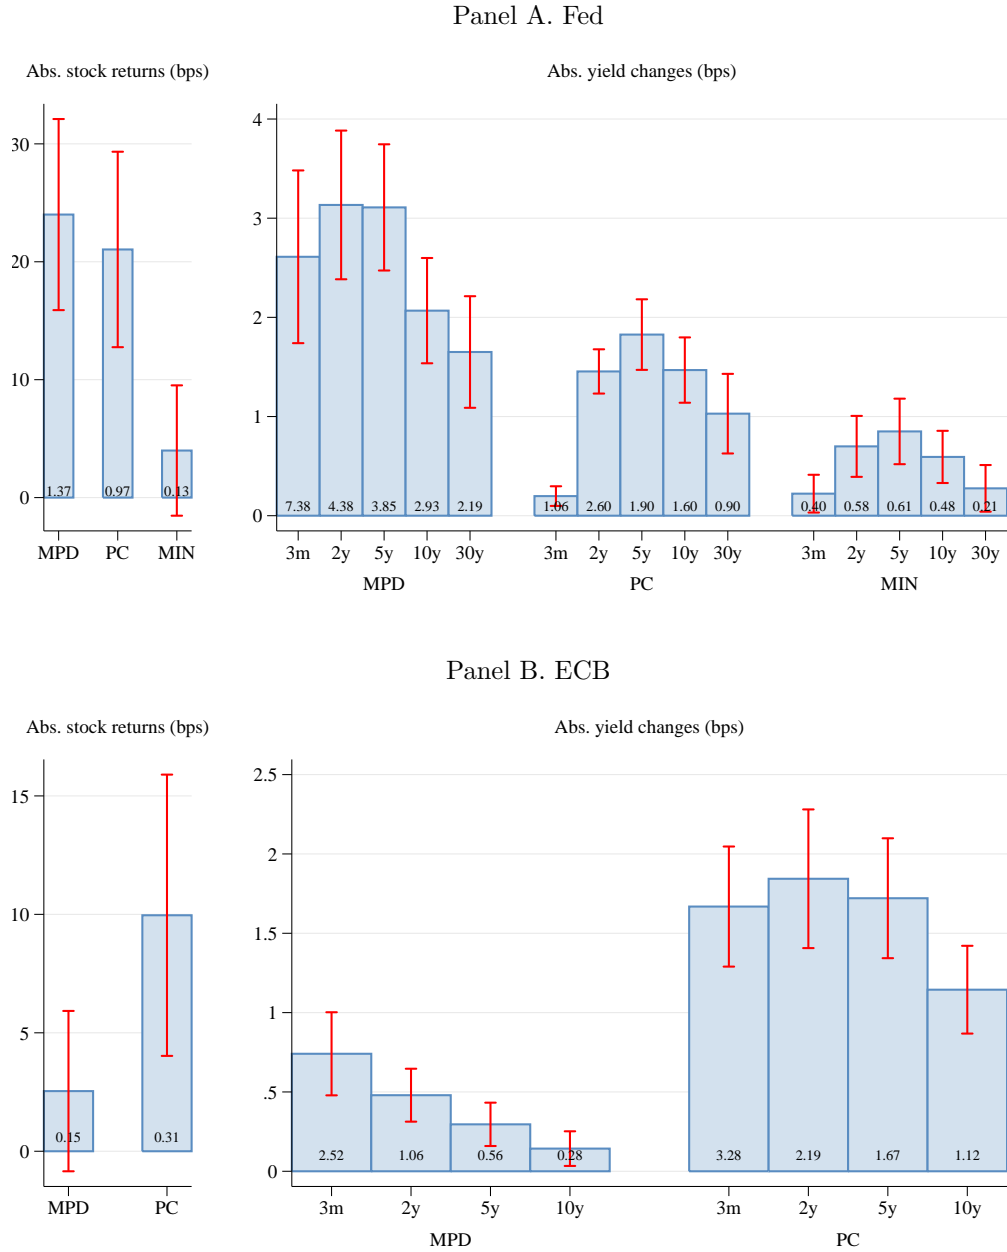 Panel A. Fed
Abs. stock returns (bps)
Abs. yield changes (bps)
30
20
10
0
1.37
0.97
0.13
MPD
PC
MIN
4
3
2
1
0
7.38
4.38
3.85
2.93
2.19
1.06
2.60
1.90
1.60
0.90
0.40
0.58
0.61
0.48
0.21
3m
2y
5y
10y
30y
3m
2y
5y
10y
30y
3m
2y
5y
10y
30y
MPD
PC
MIN
Panel B. ECB
Abs. stock returns (bps)
Abs. yield changes (bps)
15
10
5
0
0.15
0.31
MPD
PC
2.5
2
1.5
1
.5
0
2.52
1.06
0.56
0.28
3.28
2.19
1.67
1.12
3m
2y
5y
10y
3m
2y
5y
10y
MPD
PC